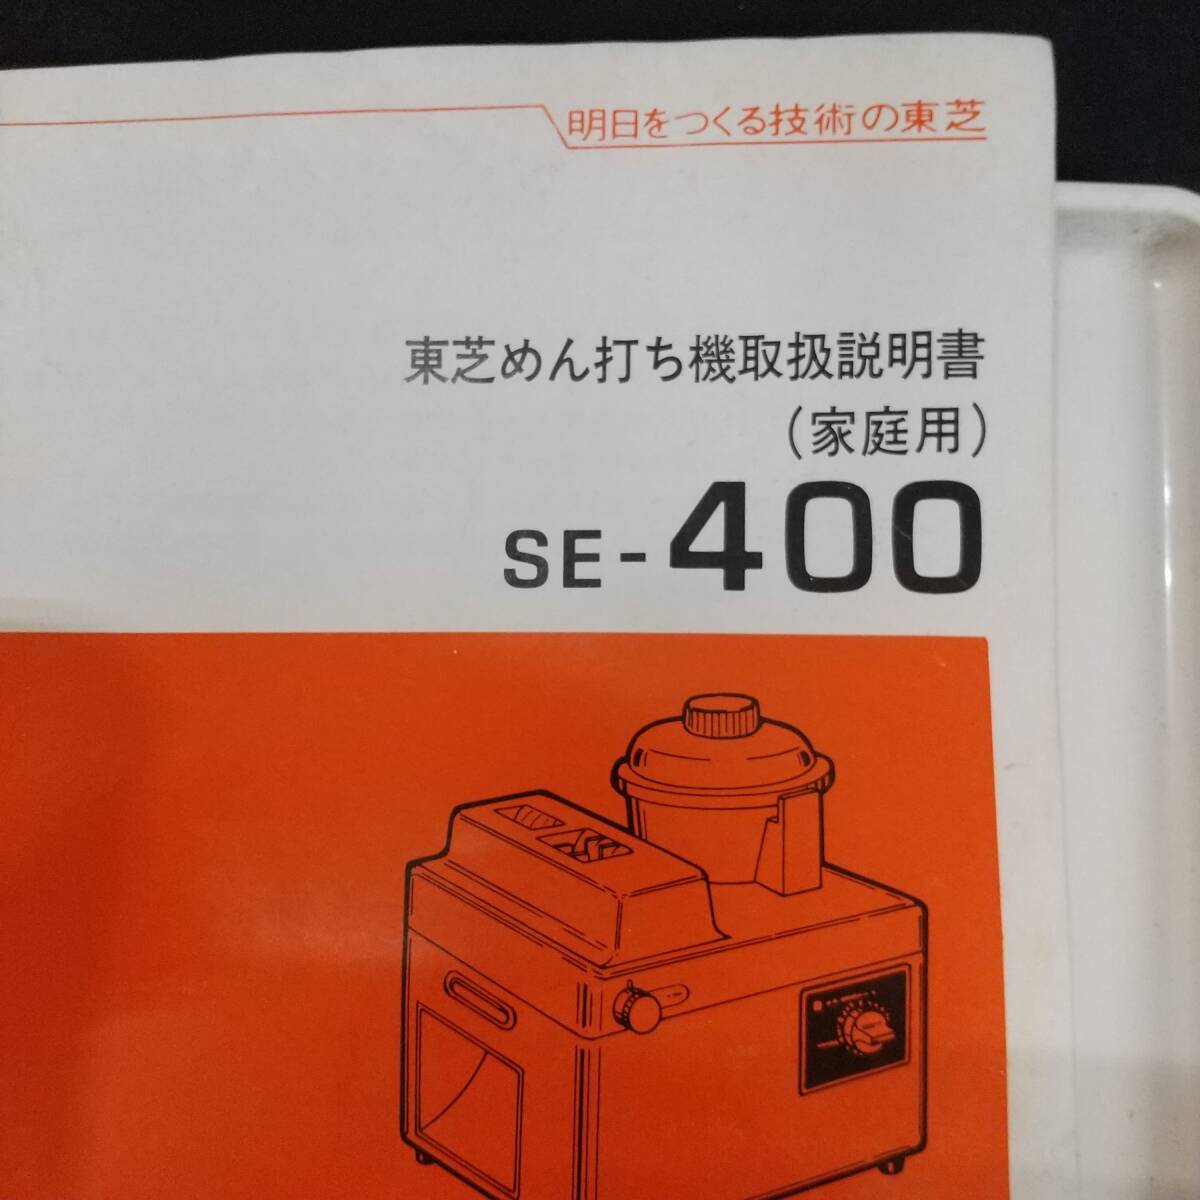 明日をつくる技術の東芝
東芝めん打ち機取扱説明書
(家庭用)
SE-400